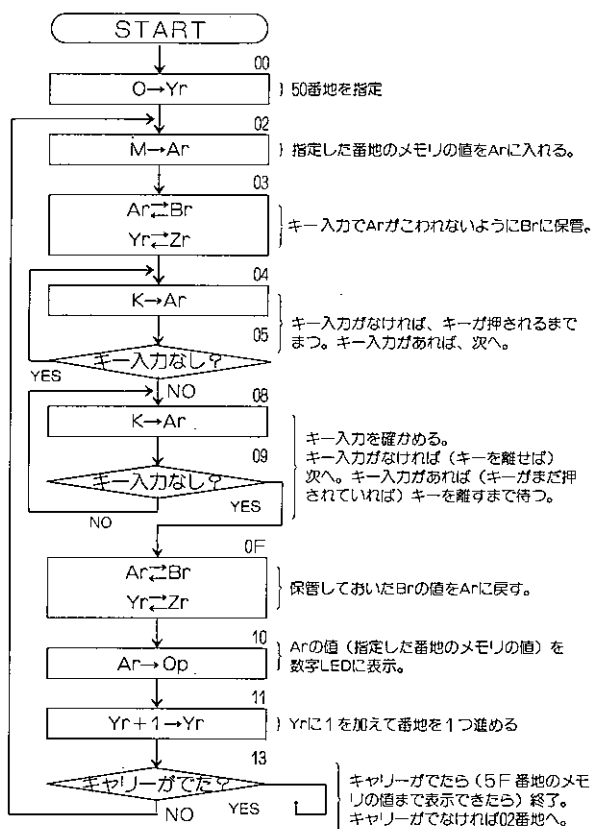 START
00
O→Yr
}50番地を指定
02
M→Ar
}指定した番地のメモリの値をArに入れる。
03
Ar⇄Br
Yr⇄Zr
キー入力でArがこわれないようにBrに保管。
04
K→Ar
05
キー入力なし?
YES
NO
キー入力がなければ、キーが押されるまで
まつ。キー入力があれば、次へ。
08
K→Ar
09
キー入力なし?
NO
YES
キー入力を確かめる。
キー入力がなければ(キーを離せば)
次へ。キー入力があれば(キーがまだ押
されていれば)キーを離すまで待つ。
0F
Ar⇄Br
Yr⇄Zr
保管しておいたBrの値をArに戻す。
10
Ar→Op
Arの値(指定した番地のメモリの値)を
数字LEDに表示。
11
Yr+1→Yr
}Yrに1を加えて番地を1つ進める
13
キャリーがでた?
NO
YES
キャリーがでたら(5F番地のメモ
リの値まで表示できたら)終了。
キャリーがでなければ02番地へ。